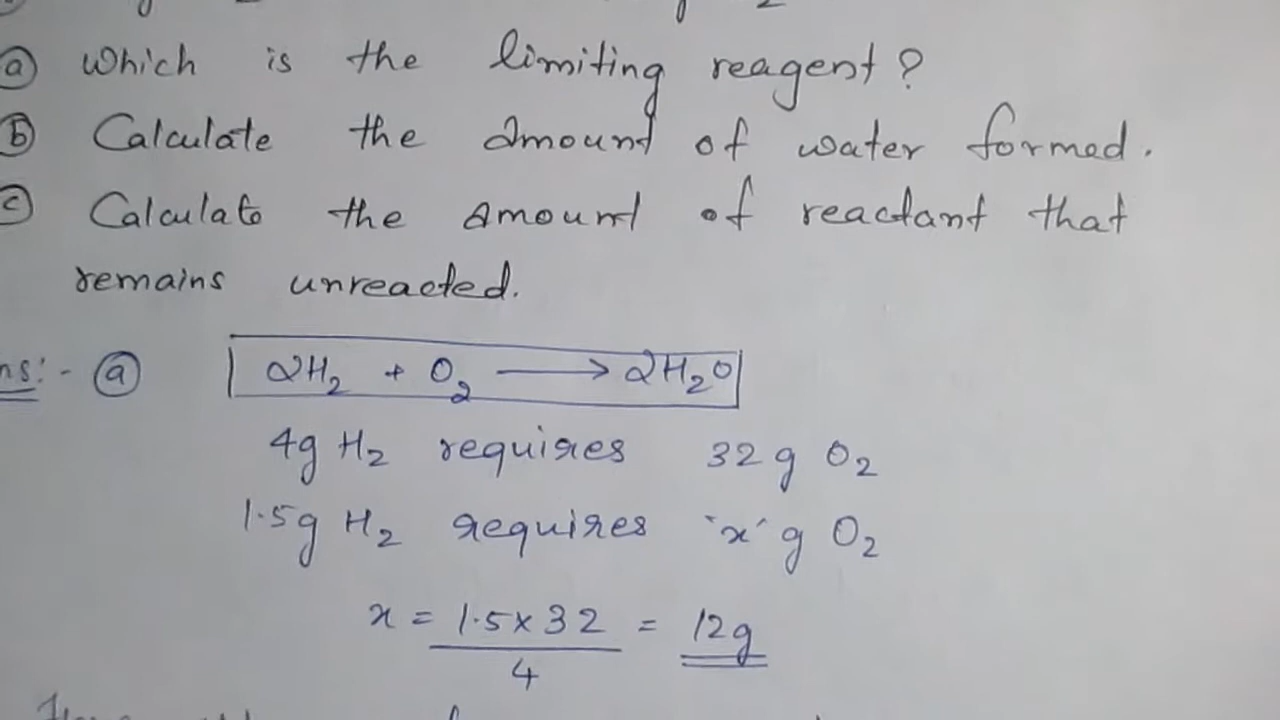 (a) Which is the limiting reagent?
(b) Calculate the amount of water formed.
(c) Calculate the amount of reactant that
remains unreacted.
ns:- (a) 2H₂ + O₂ ⟶ 2H₂O
4g H₂ requires 32g O₂
1.5g H₂ requires 'x' g O₂
x = 1.5×32 = 12g
4